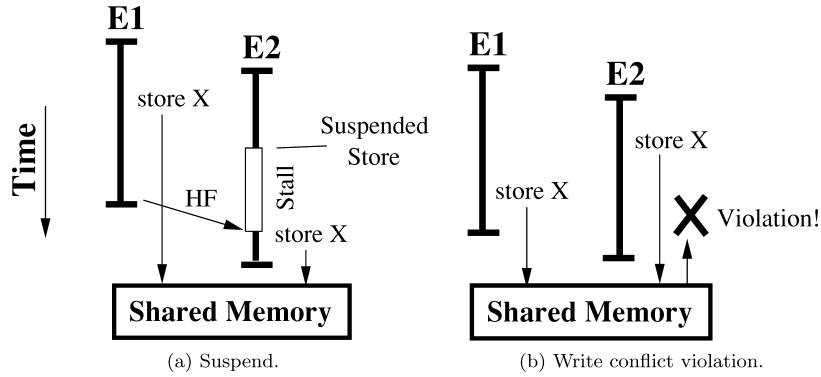 E1
E2
store X
Suspended
Store
Time
Stall
HF
store X
Shared Memory
(a) Suspend.
E1
E2
store X
store X
Violation!
Shared Memory
(b) Write conflict violation.